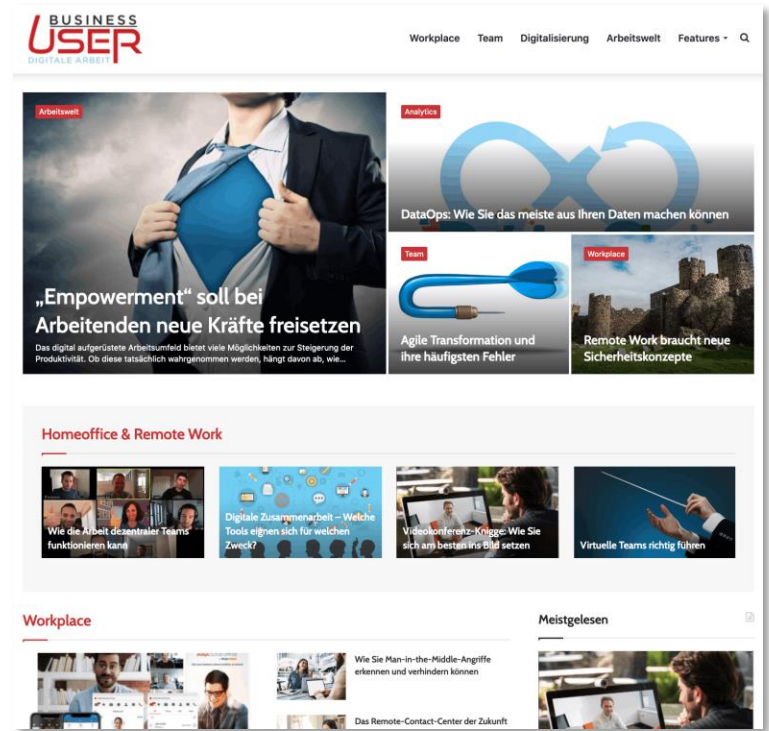 BUSINESS
USER
DIGITALE ARBEIT
Workplace Team Digitalisierung Arbeitswelt Features
Arbeitswelt
„Empowerment“ soll bei
Arbeitenden neue Kräfte freisetzen
Das digital aufgerüstete Arbeitsumfeld bietet viele Möglichkeiten zur Steigerung der
Produktivität. Ob diese tatsächlich wahrgenommen werden, hängt davon ab, wie...
Analytics
DataOps: Wie Sie das meiste aus Ihren Daten machen können
Team
Agile Transformation und
ihre häufigsten Fehler
Workplace
Remote Work braucht neue
Sicherheitskonzepte
Homeoffice & Remote Work
Wie die Arbeit dezentraler Teams
funktionieren kann
Digitale Zusammenarbeit – Welche
Tools eignen sich für welchen
Zweck?
Videokonferenz-Knigge: Wie Sie
sich am besten ins Bild setzen
Virtuelle Teams richtig führen
Workplace
Wie Sie Man-in-the-Middle-Angriffe
erkennen und verhindern können
Das Remote-Contact-Center der Zukunft
Meistgelesen